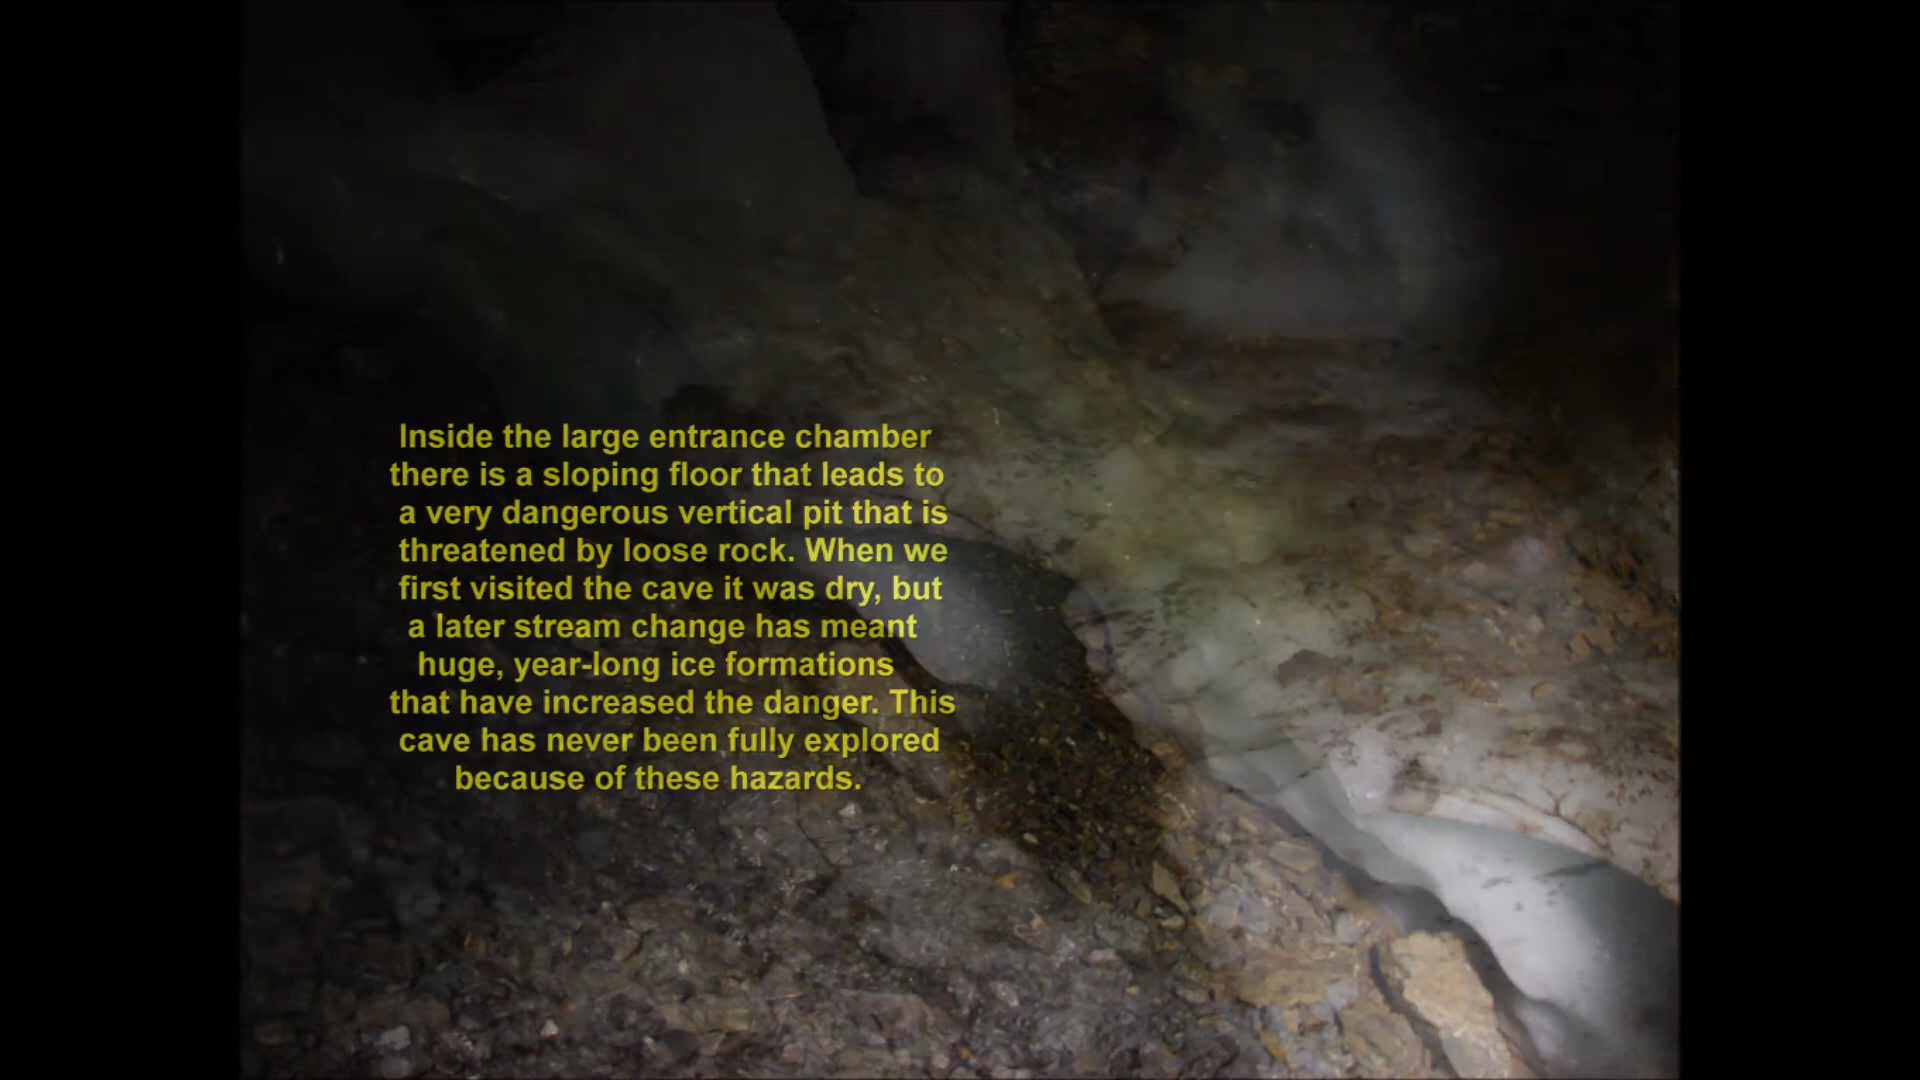 Inside the large entrance chamber
there is a sloping floor that leads to
a very dangerous vertical pit that is
threatened by loose rock. When we
first visited the cave it was dry, but
a later stream change has meant
huge, year-long ice formations
that have increased the danger. This
cave has never been fully explored
because of these hazards.